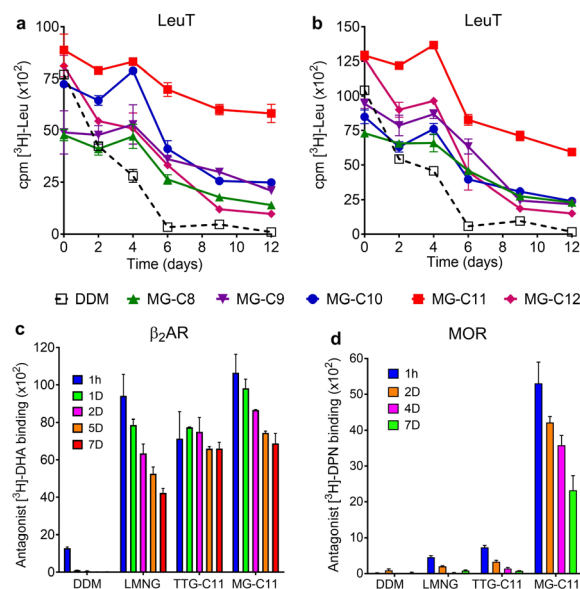 a LeuT
cpm [³H]-Leu (x10²)
100
75
50
25
0
0 2 4 6 8 10 12
Time (days)
b LeuT
cpm [³H]-Leu (x10²)
150
125
100
75
50
25
0
0 2 4 6 8 10 12
Time (days)
DDM MG-C8 MG-C9 MG-C10 MG-C11 MG-C12
c β₂AR
Antagonist [³H]-DHA binding (x10²)
120
100
80
60
40
20
0
1h
1D
2D
5D
7D
DDM LMNG TTG-C11 MG-C11
d MOR
Antagonist [³H]-DPN binding (x10²)
60
50
40
30
20
10
0
1h
2D
4D
7D
DDM LMNG TTG-C11 MG-C11